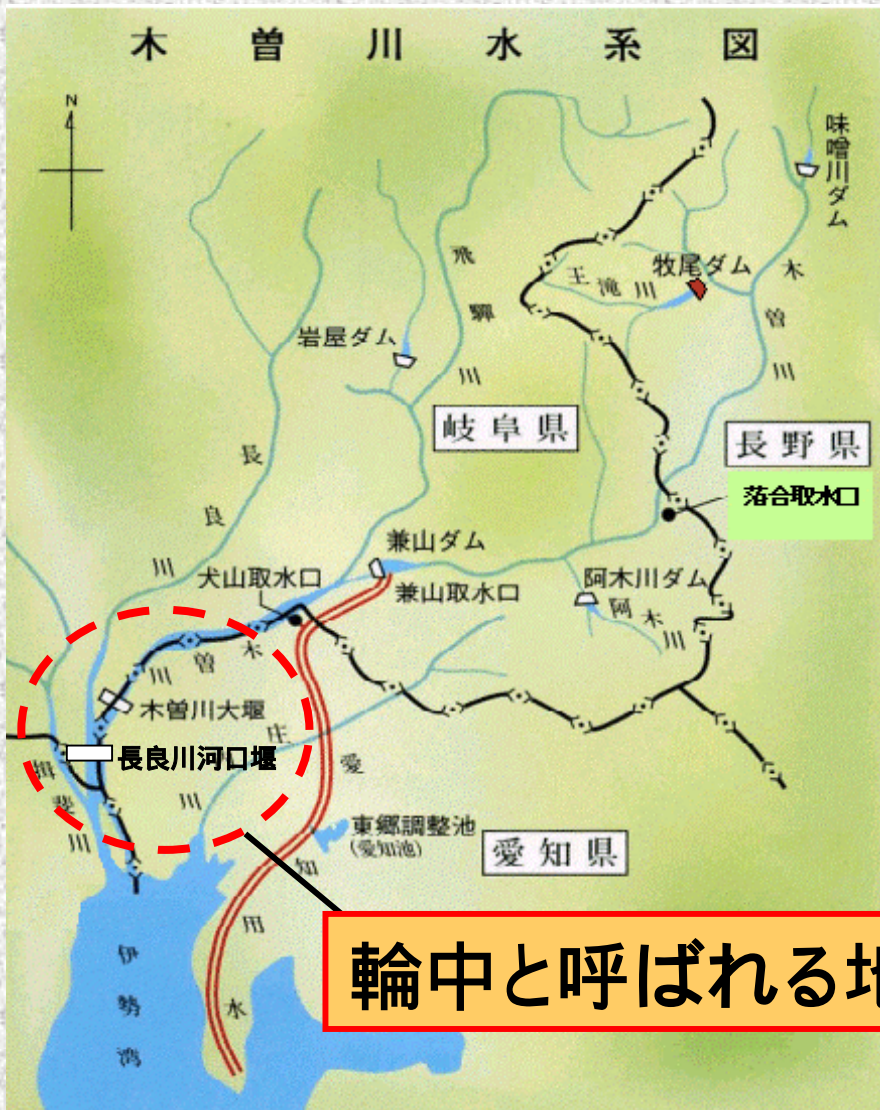 木曽川水系図
N
味噌川ダム
牧尾ダム
木曽川
王滝川
飛騨川
岩屋ダム
岐阜県
長野県
長良川
落合取水口
兼山ダム
犬山取水口
兼山取水口
阿木川ダム
阿木川
木曽川
木曽川大堰
長良川河口堰
庄
川
揖斐川
愛知用水
東郷調整池
(愛知池)
愛知県
伊勢湾
輪中と呼ばれる